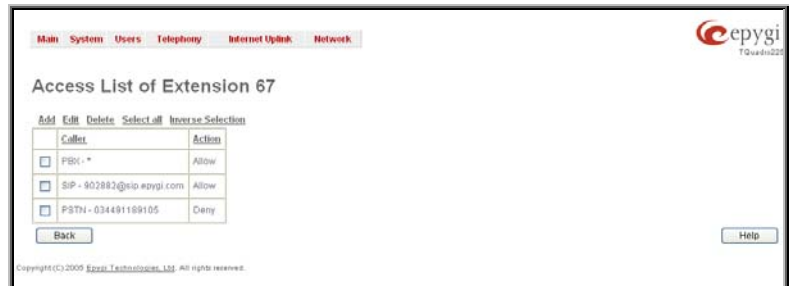 Main System Users Telephony Internet Uplink Network
epygi
TQuadro228
Access List of Extension 67
Add Edit Delete Select all Inverse Selection
Caller Action
PBX - * Allow
SIP - 902882@sip.epygi.com Allow
PSTN - 034491189105 Deny
Back
Help
Copyright (C) 2005 Epygi Technologies, Ltd. All rights reserved.